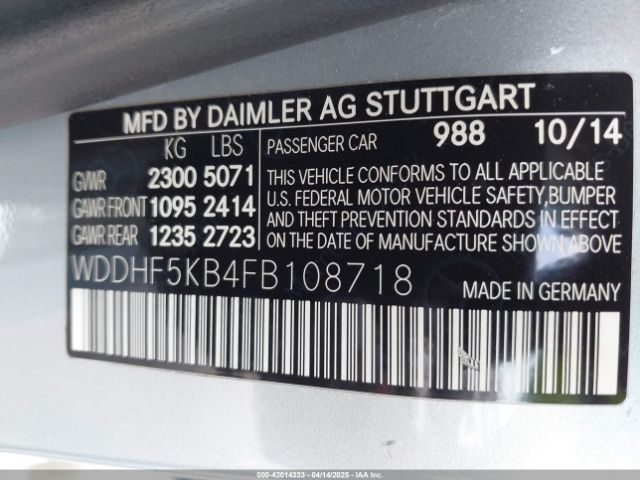 MFD BY DAIMLER AG STUTTGART
KG LBS PASSENGER CAR 988 10/14
GVWR 2300 5071 THIS VEHICLE CONFORMS TO ALL APPLICABLE
GAWR FRONT 1095 2414 U.S. FEDERAL MOTOR VEHICLE SAFETY,BUMPER
AND THEFT PREVENTION STANDARDS IN EFFECT
GAWR REAR 1235 2723 ON THE DATE OF MANUFACTURE SHOWN ABOVE
WDDHF5KB4FB108718 MADE IN GERMANY
000-42014333 - 04/14/2025 - IAA Inc.